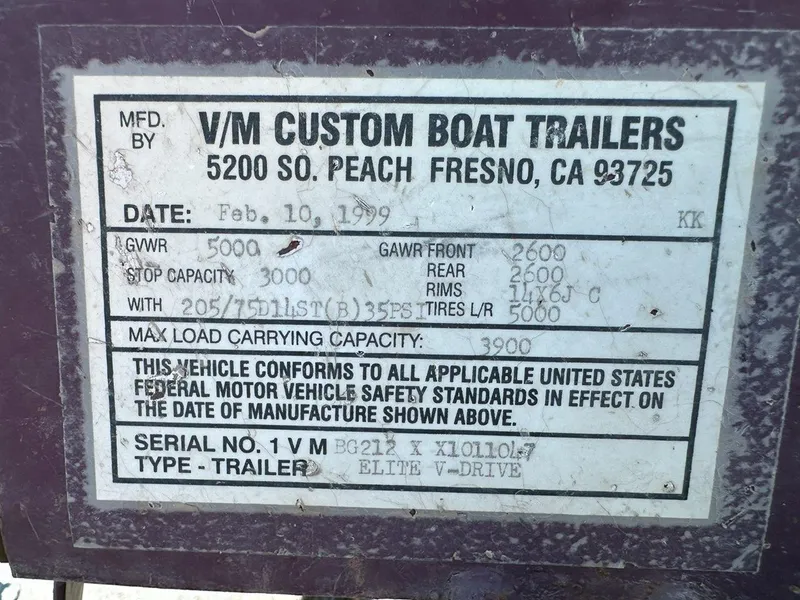 MFD. BY V/M CUSTOM BOAT TRAILERS
5200 SO. PEACH FRESNO, CA 93725
DATE: Feb. 10, 1999 KK
GVWR 5000 GAWR FRONT 2600
STOP CAPACITY 3000 REAR 2600
RIMS 14X6J C
WITH 205/75D14ST(B)35PSI TIRES L/R 5000
MAX LOAD CARRYING CAPACITY: 3900
THIS VEHICLE CONFORMS TO ALL APPLICABLE UNITED STATES
FEDERAL MOTOR VEHICLE SAFETY STANDARDS IN EFFECT ON
THE DATE OF MANUFACTURE SHOWN ABOVE.
SERIAL NO. 1 V M BG212 X X1011047
TYPE - TRAILER ELITE V-DRIVE